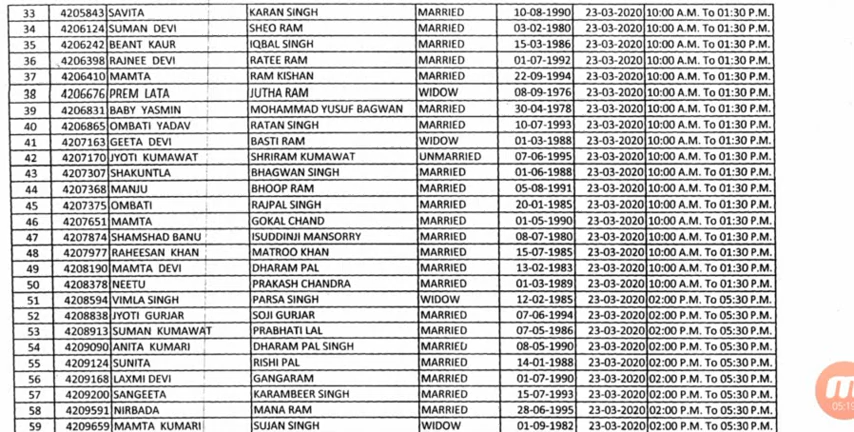 33 4205843 SAVITA KARAN SINGH MARRIED 10-08-1990 23-03-2020 10:00 A.M. To 01:30 P.M.
34 4206124 SUMAN DEVI SHEO RAM MARRIED 03-02-1980 23-03-2020 10:00 A.M. To 01:30 P.M.
35 4206242 BEANT KAUR IQBAL SINGH MARRIED 15-03-1986 23-03-2020 10:00 A.M. To 01:30 P.M.
36 4206398 RAJNEE DEVI RATEE RAM MARRIED 01-07-1992 23-03-2020 10:00 A.M. To 01:30 P.M.
37 4206410 MAMTA RAM KISHAN MARRIED 22-09-1994 23-03-2020 10:00 A.M. To 01:30 P.M.
38 4206676 PREM LATA JUTHA RAM WIDOW 08-09-1976 23-03-2020 10:00 A.M. To 01:30 P.M.
39 4206831 BABY YASMIN MOHAMMAD YUSUF BAGWAN MARRIED 30-04-1978 23-03-2020 10:00 A.M. To 01:30 P.M.
40 4206865 OMBATI YADAV RATAN SINGH MARRIED 10-07-1993 23-03-2020 10:00 A.M. To 01:30 P.M.
41 4207163 GEETA DEVI BASTI RAM WIDOW 01-03-1988 23-03-2020 10:00 A.M. To 01:30 P.M.
42 4207170 JYOTI KUMAWAT SHRIRAM KUMAWAT UNMARRIED 07-06-1995 23-03-2020 10:00 A.M. To 01:30 P.M.
43 4207307 SHAKUNTLA BHAGWAN SINGH MARRIED 01-06-1988 23-03-2020 10:00 A.M. To 01:30 P.M.
44 4207368 MANJU BHOOP RAM MARRIED 05-08-1991 23-03-2020 10:00 A.M. To 01:30 P.M.
45 4207375 OMBATI RAJPAL SINGH MARRIED 20-01-1985 23-03-2020 10:00 A.M. To 01:30 P.M.
46 4207651 MAMTA GOKAL CHAND MARRIED 01-05-1990 23-03-2020 10:00 A.M. To 01:30 P.M.
47 4207874 SHAMSHAD BANU ISUDDINJI MANSORRY MARRIED 08-07-1980 23-03-2020 10:00 A.M. To 01:30 P.M.
48 4207977 RAHEESAN KHAN MATROO KHAN MARRIED 15-07-1985 23-03-2020 10:00 A.M. To 01:30 P.M.
49 4208190 MAMTA DEVI DHARAM PAL MARRIED 13-02-1983 23-03-2020 10:00 A.M. To 01:30 P.M.
50 4208378 NEETU PRAKASH CHANDRA MARRIED 01-03-1989 23-03-2020 10:00 A.M. To 01:30 P.M.
51 4208594 VIMLA SINGH PARSA SINGH WIDOW 12-02-1985 23-03-2020 02:00 P.M. To 05:30 P.M.
52 4208838 JYOTI GURJAR SOJI GURJAR MARRIED 07-06-1994 23-03-2020 02:00 P.M. To 05:30 P.M.
53 4208913 SUMAN KUMAWAT PRABHATI LAL MARRIED 07-05-1986 23-03-2020 02:00 P.M. To 05:30 P.M.
54 4209090 ANITA KUMARI DHARAM PAL SINGH MARRIED 08-05-1990 23-03-2020 02:00 P.M. To 05:30 P.M.
55 4209124 SUNITA RISHI PAL MARRIED 14-01-1988 23-03-2020 02:00 P.M. To 05:30 P.M.
56 4209168 LAXMI DEVI GANGARAM MARRIED 01-07-1990 23-03-2020 02:00 P.M. To 05:30 P.M.
57 4209200 SANGEETA KARAMBEER SINGH MARRIED 15-07-1993 23-03-2020 02:00 P.M. To 05:30 P.M.
58 4209591 NIRBADA MANA RAM MARRIED 28-06-1995 23-03-2020 02:00 P.M. To 05:30 P.M.
59 4209659 MAMTA KUMARI SUJAN SINGH WIDOW 01-09-1982 23-03-2020 02:00 P.M. To 05:30 P.M.